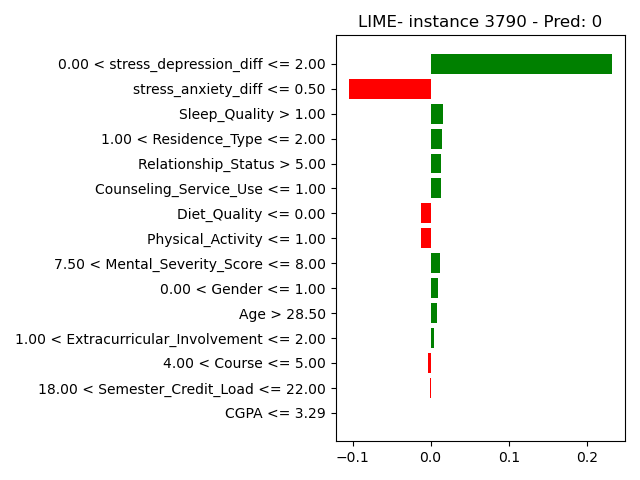 LIME- instance 3790 - Pred: 0
0.00 < stress_depression_diff <= 2.00
stress_anxiety_diff <= 0.50
Sleep_Quality > 1.00
1.00 < Residence_Type <= 2.00
Relationship_Status > 5.00
Counseling_Service_Use <= 1.00
Diet_Quality <= 0.00
Physical_Activity <= 1.00
7.50 < Mental_Severity_Score <= 8.00
0.00 < Gender <= 1.00
Age > 28.50
1.00 < Extracurricular_Involvement <= 2.00
4.00 < Course <= 5.00
18.00 < Semester_Credit_Load <= 22.00
CGPA <= 3.29
−0.1 0.0 0.1 0.2